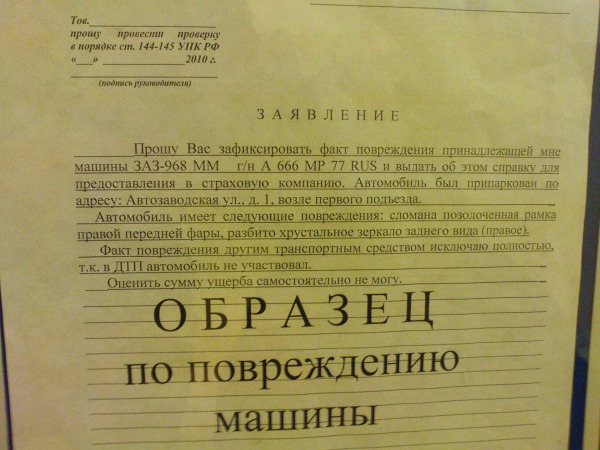 Тов.________________________
прошу провести проверку
в порядке ст. 144-145 УПК РФ
«___» ________________2010 г.
(подпись руководителя)
ЗАЯВЛЕНИЕ
Прошу Вас зафиксировать факт повреждения принадлежащей мне
машины ЗАЗ-968 ММ г/н А 666 МР 77 RUS и выдать об этом справку для
предоставления в страховую компанию. Автомобиль был припаркован по
адресу: Автозаводская ул., д. 1, возле первого подъезда.
Автомобиль имеет следующие повреждения: сломана позолоченная рамка
правой передней фары, разбито хрустальное зеркало заднего вида (правое).
Факт повреждения другим транспортным средством исключаю полностью,
т.к. в ДТП автомобиль не участвовал.
Оценить сумму ущерба самостоятельно не могу.
ОБРАЗЕЦ
по повреждению
машины